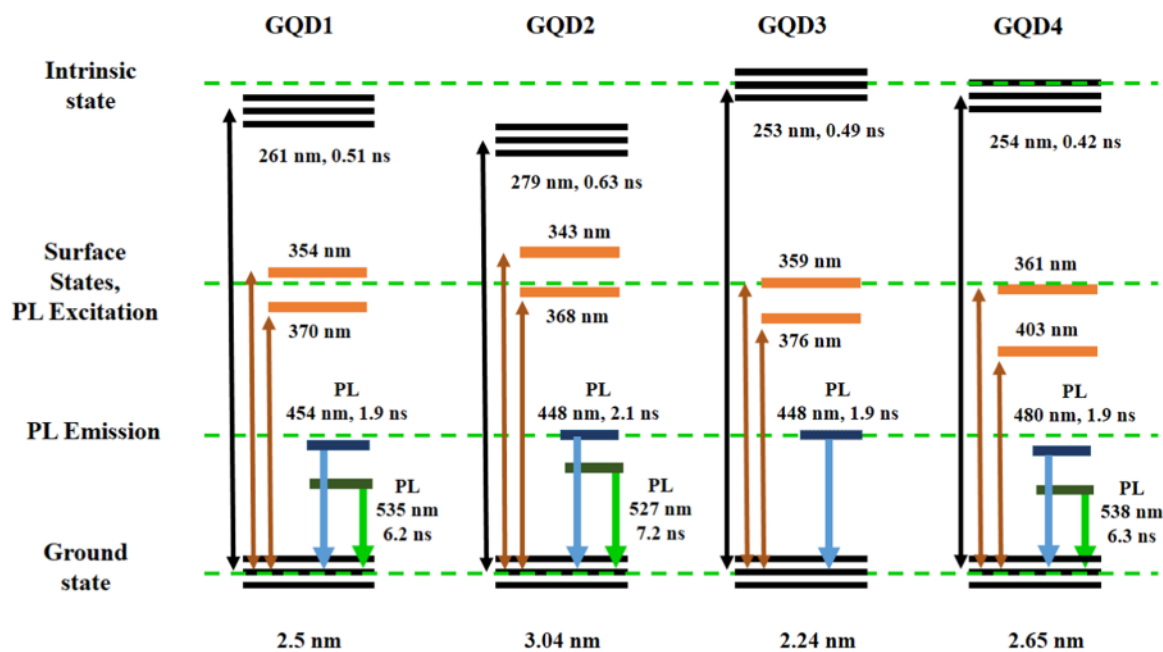 GQD1
GQD2
GQD3
GQD4
Intrinsic
state
261 nm, 0.51 ns
279 nm, 0.63 ns
253 nm, 0.49 ns
254 nm, 0.42 ns
Surface
States,
PL Excitation
354 nm
370 nm
343 nm
368 nm
359 nm
376 nm
361 nm
403 nm
PL Emission
PL
454 nm, 1.9 ns
PL
535 nm
6.2 ns
PL
448 nm, 2.1 ns
PL
527 nm
7.2 ns
PL
448 nm, 1.9 ns
PL
480 nm, 1.9 ns
PL
538 nm
6.3 ns
Ground
state
2.5 nm
3.04 nm
2.24 nm
2.65 nm